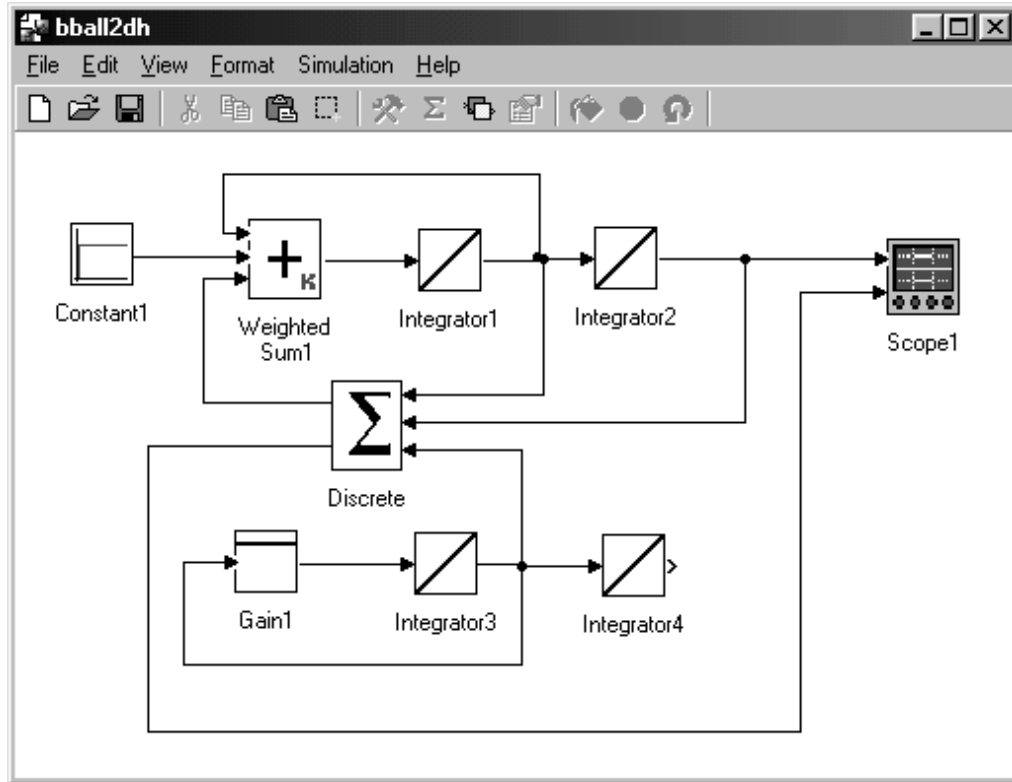 bball2dh
File Edit View Format Simulation Help
Constant1
Weighted
Sum1
K
Integrator1
Integrator2
Scope1
Discrete
Gain1
Integrator3
Integrator4